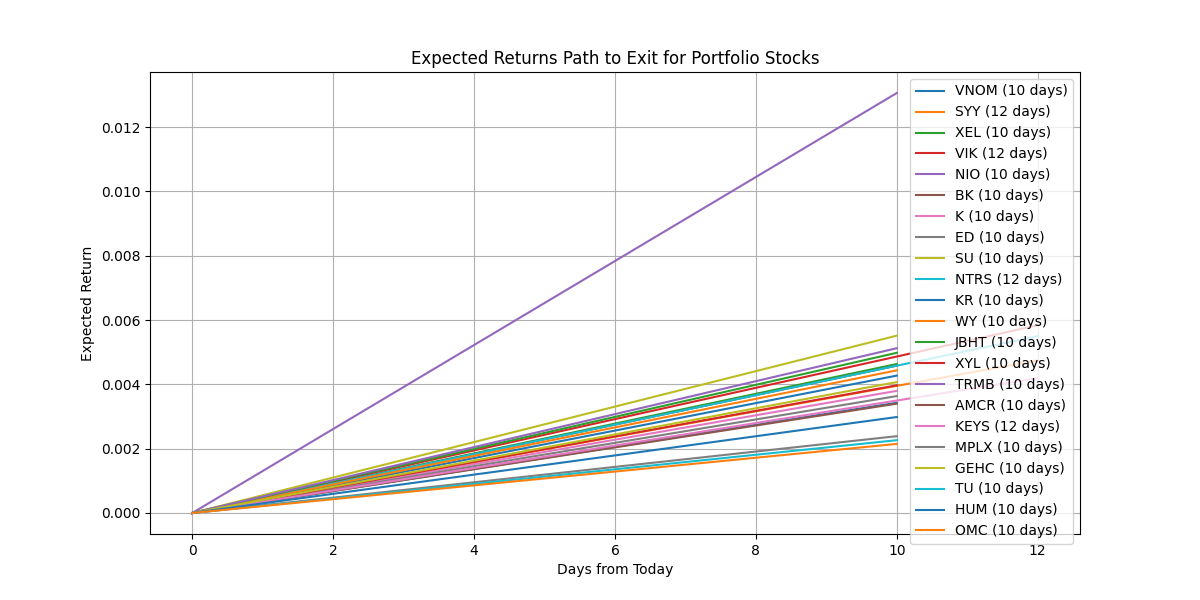 Expected Returns Path to Exit for Portfolio Stocks
Expected Return
0.012
0.010
0.008
0.006
0.004
0.002
0.000
VNOM (10 days)
SYY (12 days)
XEL (10 days)
VIK (12 days)
NIO (10 days)
BK (10 days)
K (10 days)
ED (10 days)
SU (10 days)
NTRS (12 days)
KR (10 days)
WY (10 days)
JBHT (10 days)
XYL (10 days)
TRMB (10 days)
AMCR (10 days)
KEYS (12 days)
MPLX (10 days)
GEHC (10 days)
TU (10 days)
HUM (10 days)
OMC (10 days)
0
2
4
6
8
10
12
Days from Today